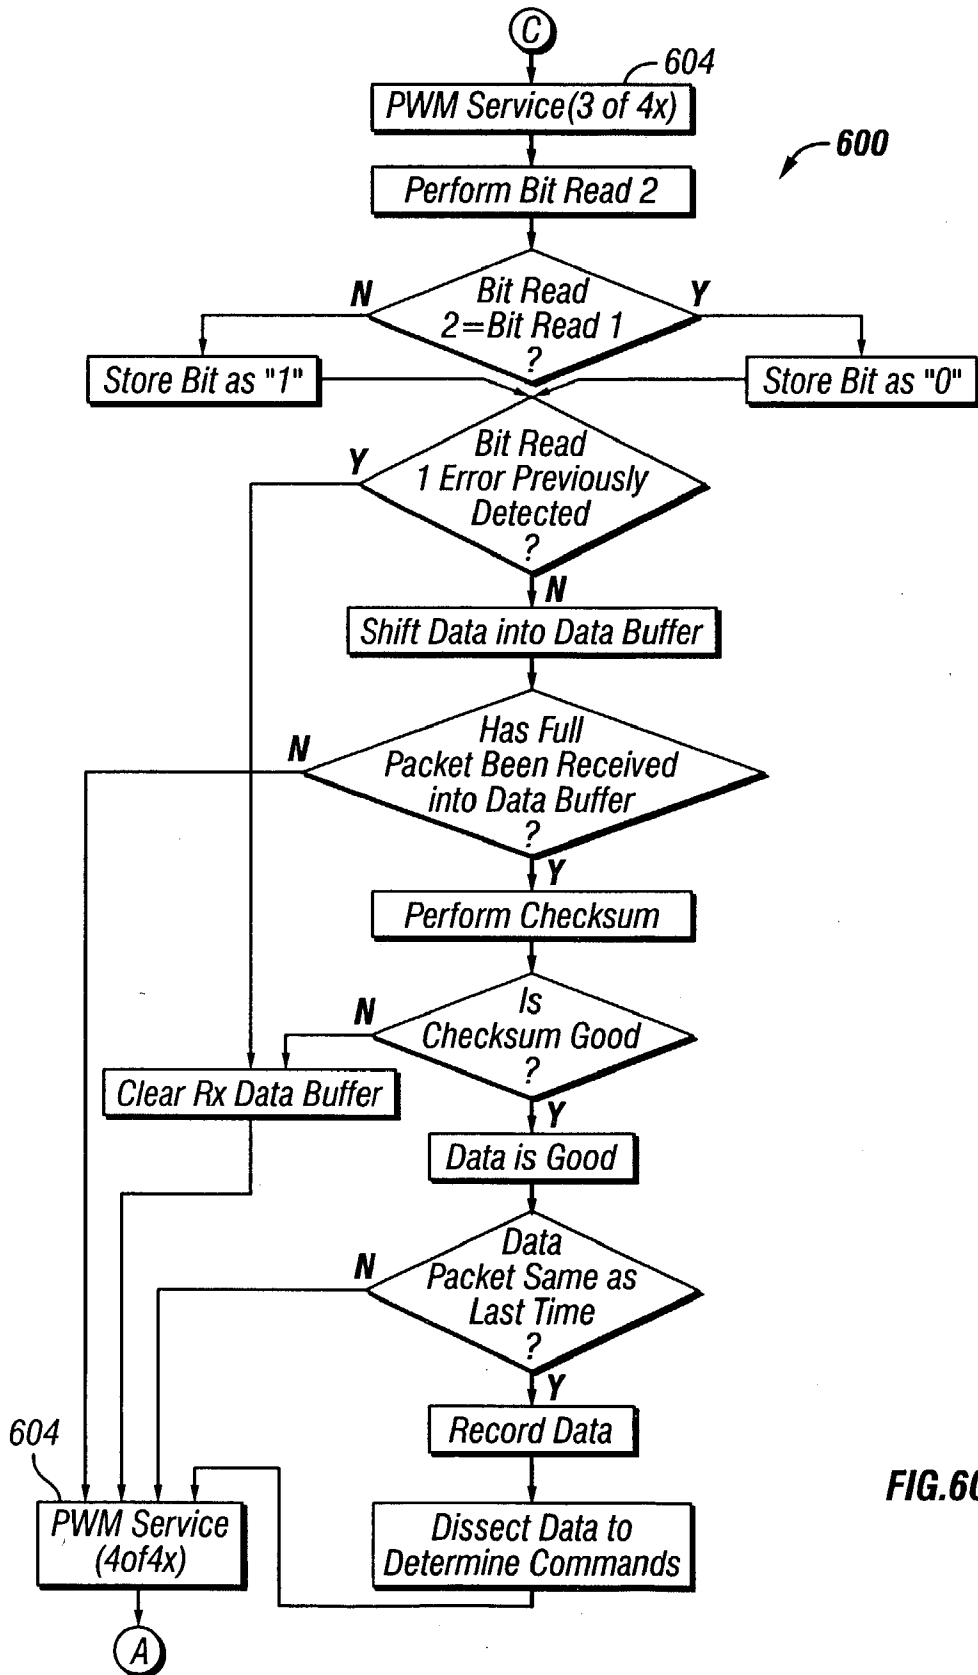 C
604
PWM Service (3 of 4x)
600
Perform Bit Read 2
N
Bit Read
2=Bit Read 1
?
Y
Store Bit as "1"
Store Bit as "0"
Y
Bit Read
1 Error Previously
Detected
?
N
Shift Data into Data Buffer
N
Has Full
Packet Been Received
into Data Buffer
?
Y
Perform Checksum
N
Is
Checksum Good
?
Clear Rx Data Buffer
Y
Data is Good
N
Data
Packet Same as
Last Time
?
Y
Record Data
604
PWM Service
(4of4x)
Dissect Data to
Determine Commands
A